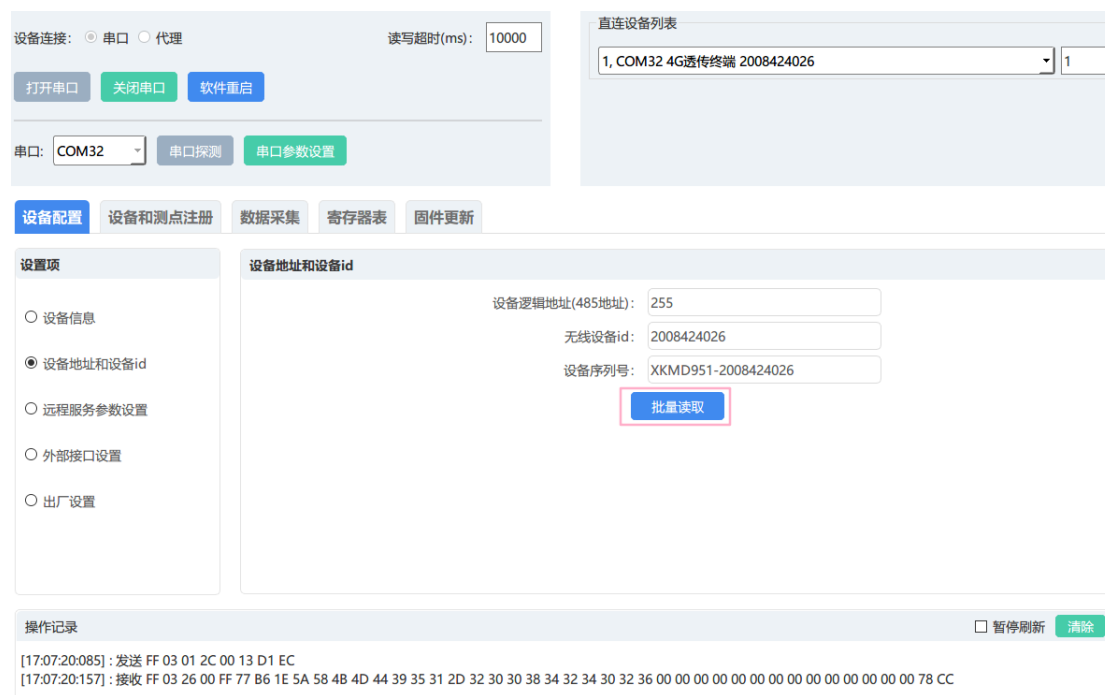 设备连接： 串口 代理 读写超时(ms)： 10000
打开串口 关闭串口 软件重启
串口: COM32 串口探测 串口参数设置
直连设备列表
1, COM32 4G透传终端 2008424026 1
设备配置 设备和测点注册 数据采集 寄存器表 固件更新
设置项
设备信息
设备地址和设备id
远程服务参数设置
外部接口设置
出厂设置
设备地址和设备id
设备逻辑地址(485地址)： 255
无线设备id： 2008424026
设备序列号： XKMD951-2008424026
批量读取
操作记录 暂停刷新 清除
[17:07:20:085] : 发送 FF 03 01 2C 00 13 D1 EC
[17:07:20:157] : 接收 FF 03 26 00 FF 77 B6 1E 5A 58 4B 4D 44 39 35 31 2D 32 30 30 38 34 32 34 30 32 36 00 00 00 00 00 00 00 00 00 00 00 00 00 00 78 CC